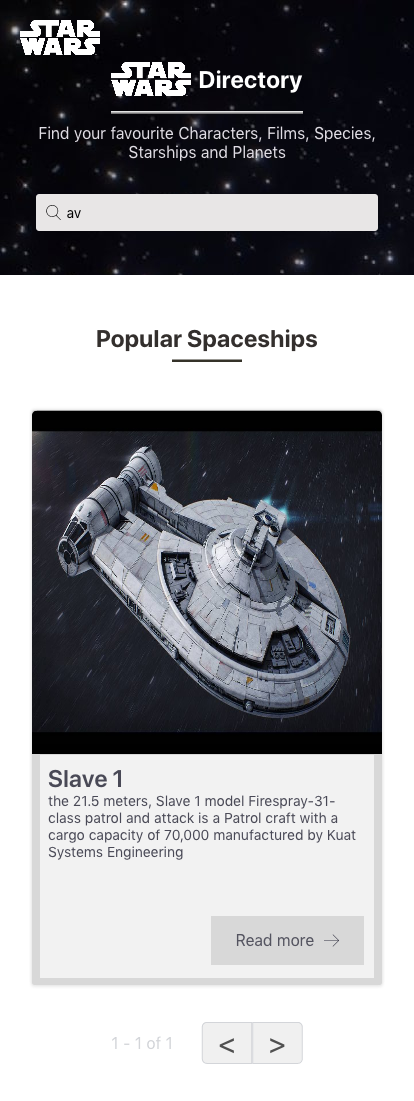 STAR
WARS
STAR
WARS Directory
Find your favourite Characters, Films, Species,
Starships and Planets
av
Popular Spaceships
Slave 1
the 21.5 meters, Slave 1 model Firespray-31-
class patrol and attack is a Patrol craft with a
cargo capacity of 70,000 manufactured by Kuat
Systems Engineering
Read more →
1 - 1 of 1 < >